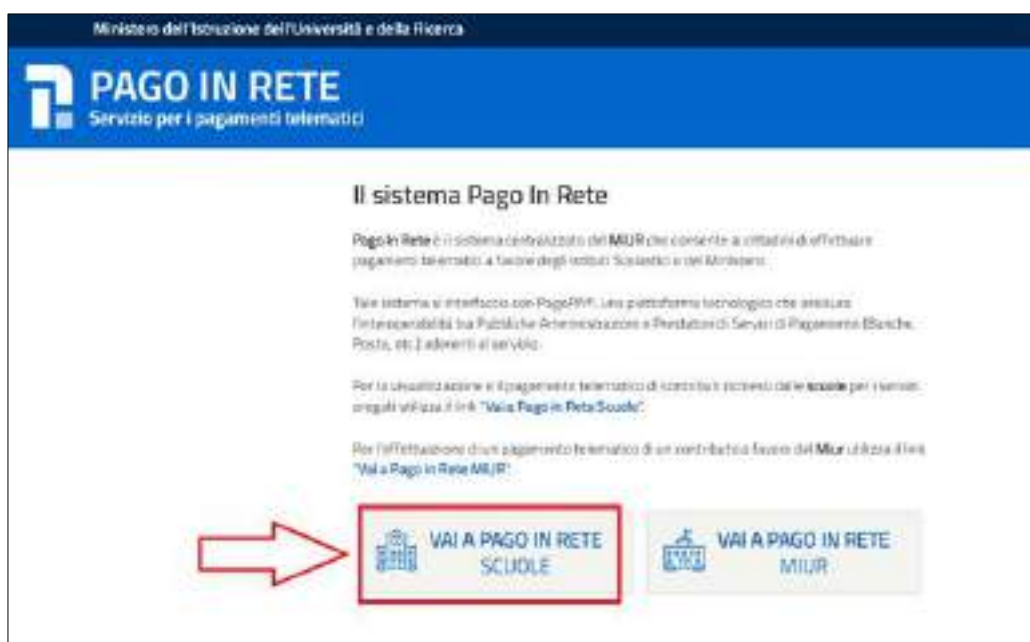 Ministero dell'Istruzione dell'Università e della Ricerca
PAGO IN RETE
Servizio per i pagamenti telematici
Il sistema Pago In Rete
Pago In Rete è il sistema centralizzato del MIUR che consente ai cittadini di effettuare
pagamenti telematici a favore degli Istituti Scolastici e del Ministero.
Tale sistema si interfaccia con PagoPA®, una piattaforma tecnologica che assicura
l'interoperabilità tra Pubbliche Amministrazioni e Prestatori di Servizi di Pagamento (Banche,
Posta, etc.) aderenti al servizio.
Per la visualizzazione e il pagamento telematico di contributi richiesti dalle scuole per i servizi
erogati utilizza il link "Vai a Pago in Rete Scuole".
Per l'effettuazione di un pagamento telematico di un contributo a favore del Miur utilizza il link
"Vai a Pago in Rete MIUR".
VAI A PAGO IN RETE
SCUOLE
VAI A PAGO IN RETE
MIUR